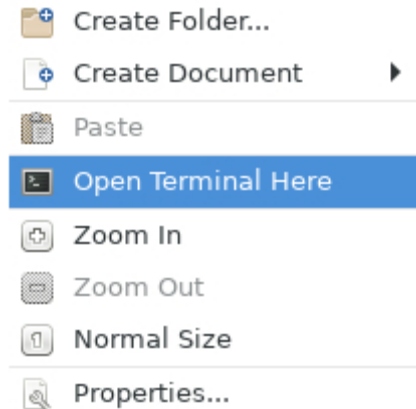 Create Folder...
Create Document
Paste
Open Terminal Here
Zoom In
Zoom Out
Normal Size
Properties...